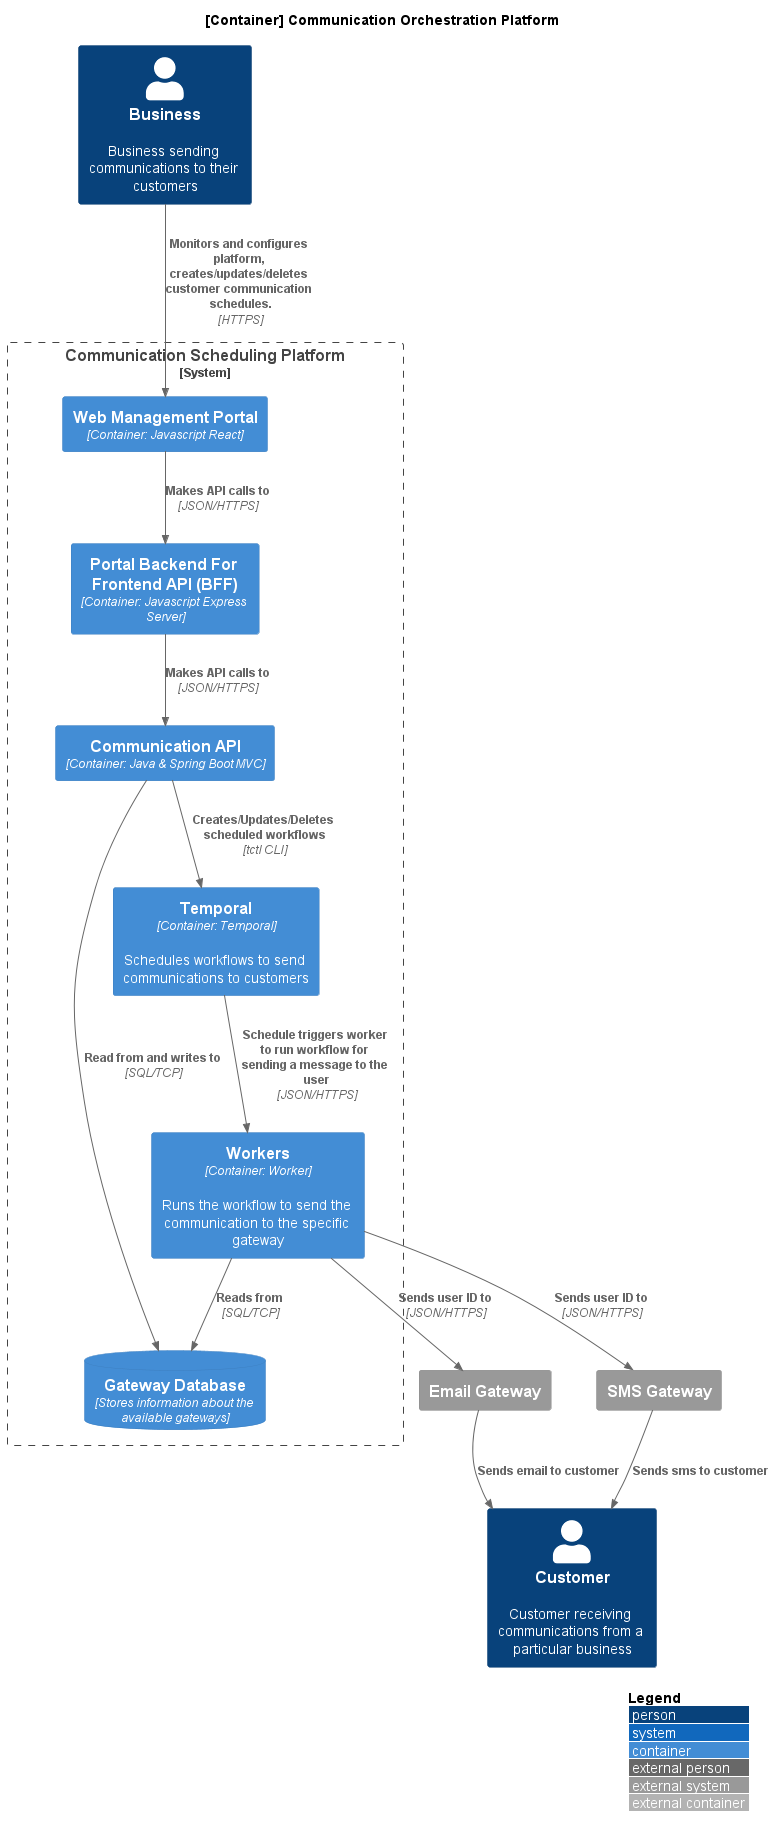 [Container] Communication Orchestration Platform
Business
Business sending
communications to their
customers
Monitors and configures
platform,
creates/updates/deletes
customer communication
schedules.
[HTTPS]
Communication Scheduling Platform
[System]
Web Management Portal
[Container: Javascript React]
Makes API calls to
[JSON/HTTPS]
Portal Backend For
Frontend API (BFF)
[Container: Javascript Express
Server]
Makes API calls to
[JSON/HTTPS]
Communication API
[Container: Java & Spring Boot MVC]
Creates/Updates/Deletes
scheduled workflows
[tctl CLI]
Temporal
[Container: Temporal]
Schedules workflows to send
communications to customers
Read from and writes to
[SQL/TCP]
Schedule triggers worker
to run workflow for
sending a message to the
user
[JSON/HTTPS]
Workers
[Container: Worker]
Runs the workflow to send the
communication to the specific
gateway
Reads from
[SQL/TCP]
Sends user ID to
[JSON/HTTPS]
Sends user ID to
[JSON/HTTPS]
Gateway Database
[Stores information about the
available gateways]
Email Gateway
SMS Gateway
Sends email to customer
Sends sms to customer
Customer
Customer receiving
communications from a
particular business
Legend
person
system
container
external person
external system
external container